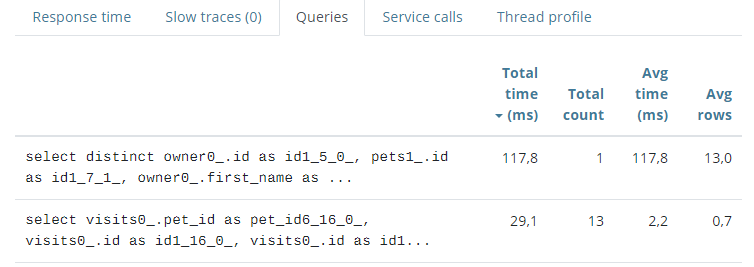 Response time Slow traces (0) Queries Service calls Thread profile
Total time (ms) Total count Avg time (ms) Avg rows
select distinct owner0_.id as id1_5_0_, pets1_.id 117,8 1 117,8 13,0
as id1_7_1_, owner0_.first_name as ...
select visits0_.pet_id as pet_id6_16_0_, 29,1 13 2,2 0,7
visits0_.id as id1_16_0_, visits0_.id as id1...